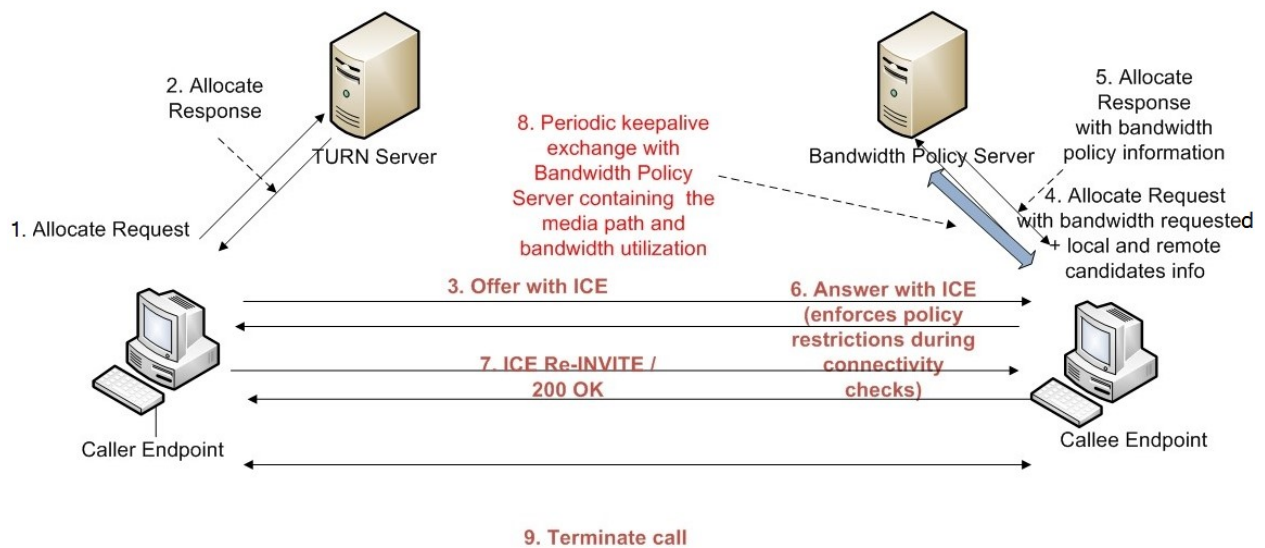 2. Allocate
Response
TURN Server
1. Allocate Request
8. Periodic keepalive
exchange with
Bandwidth Policy
Server containing the
media path and
bandwidth utilization
Bandwidth Policy Server
5. Allocate
Response
with bandwidth
policy information
4. Allocate Request
with bandwidth requested
+ local and remote
candidates info
3. Offer with ICE
6. Answer with ICE
(enforces policy
restrictions during
connectivity
checks)
7. ICE Re-INVITE /
200 OK
Caller Endpoint
Callee Endpoint
9. Terminate call